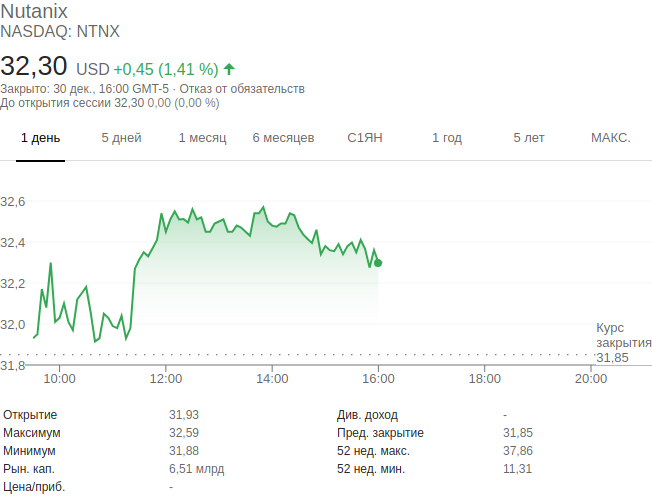 Nutanix
NASDAQ: NTNX
32,30 USD +0,45 (1,41 %)
Закрыто: 30 дек., 16:00 GMT-5 · Отказ от обязательств
До открытия сессии 32,30 0,00 (0,00 %)
1 день 5 дней 1 месяц 6 месяцев С1ЯН 1 год 5 лет МАКС.
32,6
32,4
32,2
32,0
Курс
закрытия
31,85
31,8
10:00 12:00 14:00 16:00 18:00 20:00
Открытие 31,93 Див. доход -
Максимум 32,59 Пред. закрытие 31,85
Минимум 31,88 52 нед. макс. 37,86
Рын. кап. 6,51 млрд 52 нед. мин. 11,31
Цена/приб. -